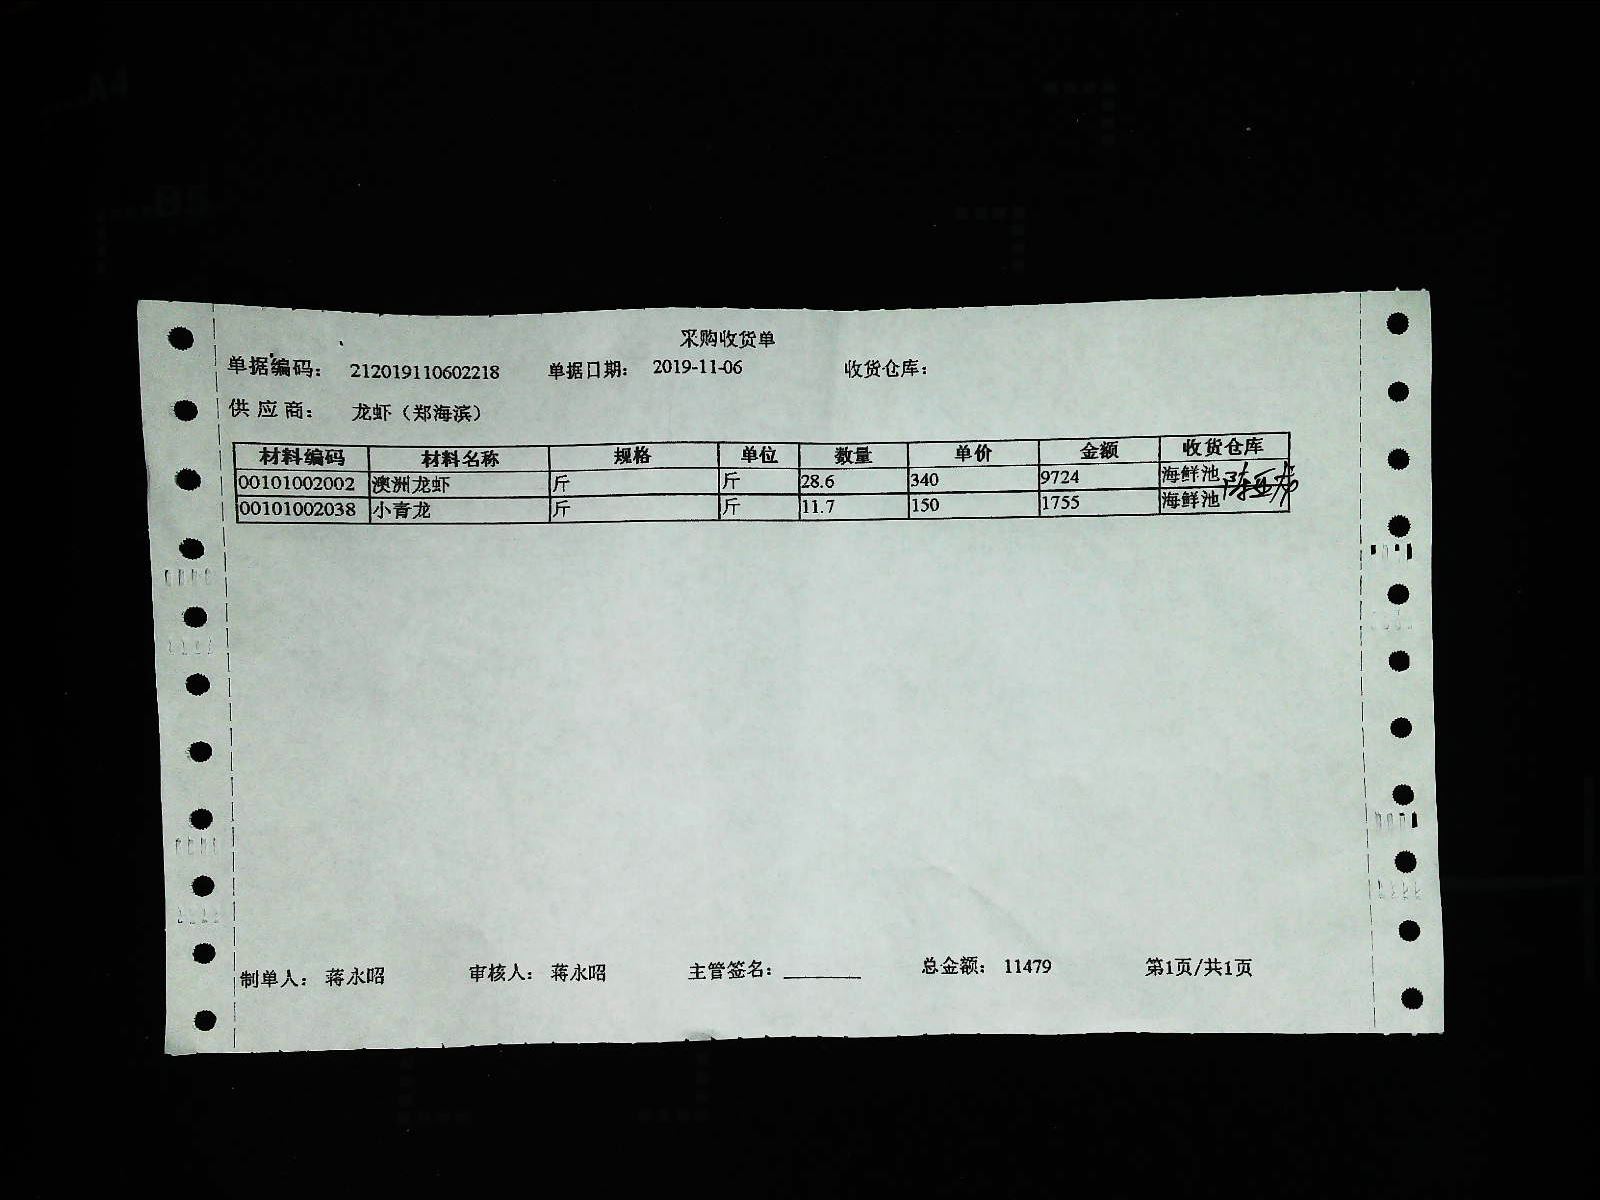 采购收货单
单据编码： 212019110602218 单据日期： 2019-11-06 收货仓库：
供应商： 龙虾（郑海滨）
材料编码 材料名称 规格 单位 数量 单价 金额 收货仓库
00101002002 澳洲龙虾 斤 斤 28.6 340 9724 海鲜池
00101002038 小青龙 斤 斤 11.7 150 1755 海鲜池
制单人： 蒋永昭 审核人： 蒋永昭 主管签名： 总金额： 11479 第1页/共1页